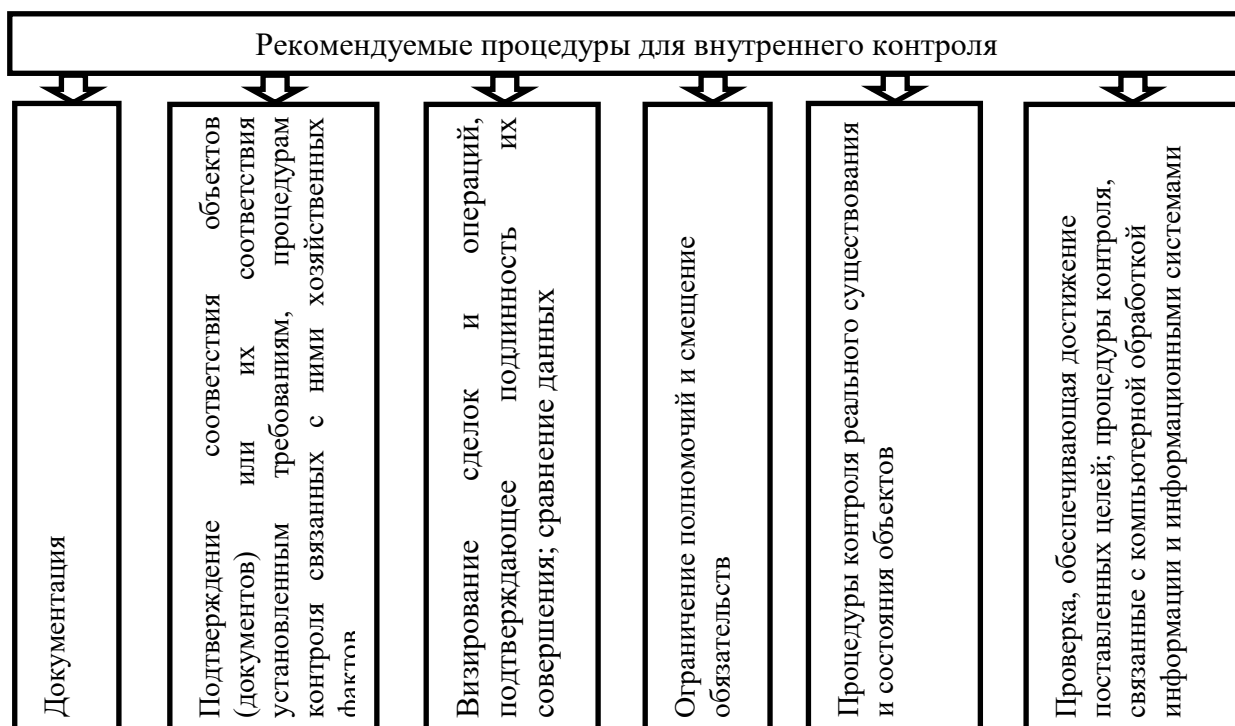 Рекомендуемые процедуры для внутреннего контроля
Документация
Подтверждение соответствия объектов
(документов) или их соответствия
установленным требованиям, процедурам
контроля связанных с ними хозяйственных
фактов
Визирование сделок и операций,
подтверждающее подлинность их
совершения; сравнение данных
Ограничение полномочий и смещение
обязательств
Процедуры контроля реального существования
и состояния объектов
Проверка, обеспечивающая достижение
поставленных целей; процедуры контроля,
связанные с компьютерной обработкой
информации и информационными системами